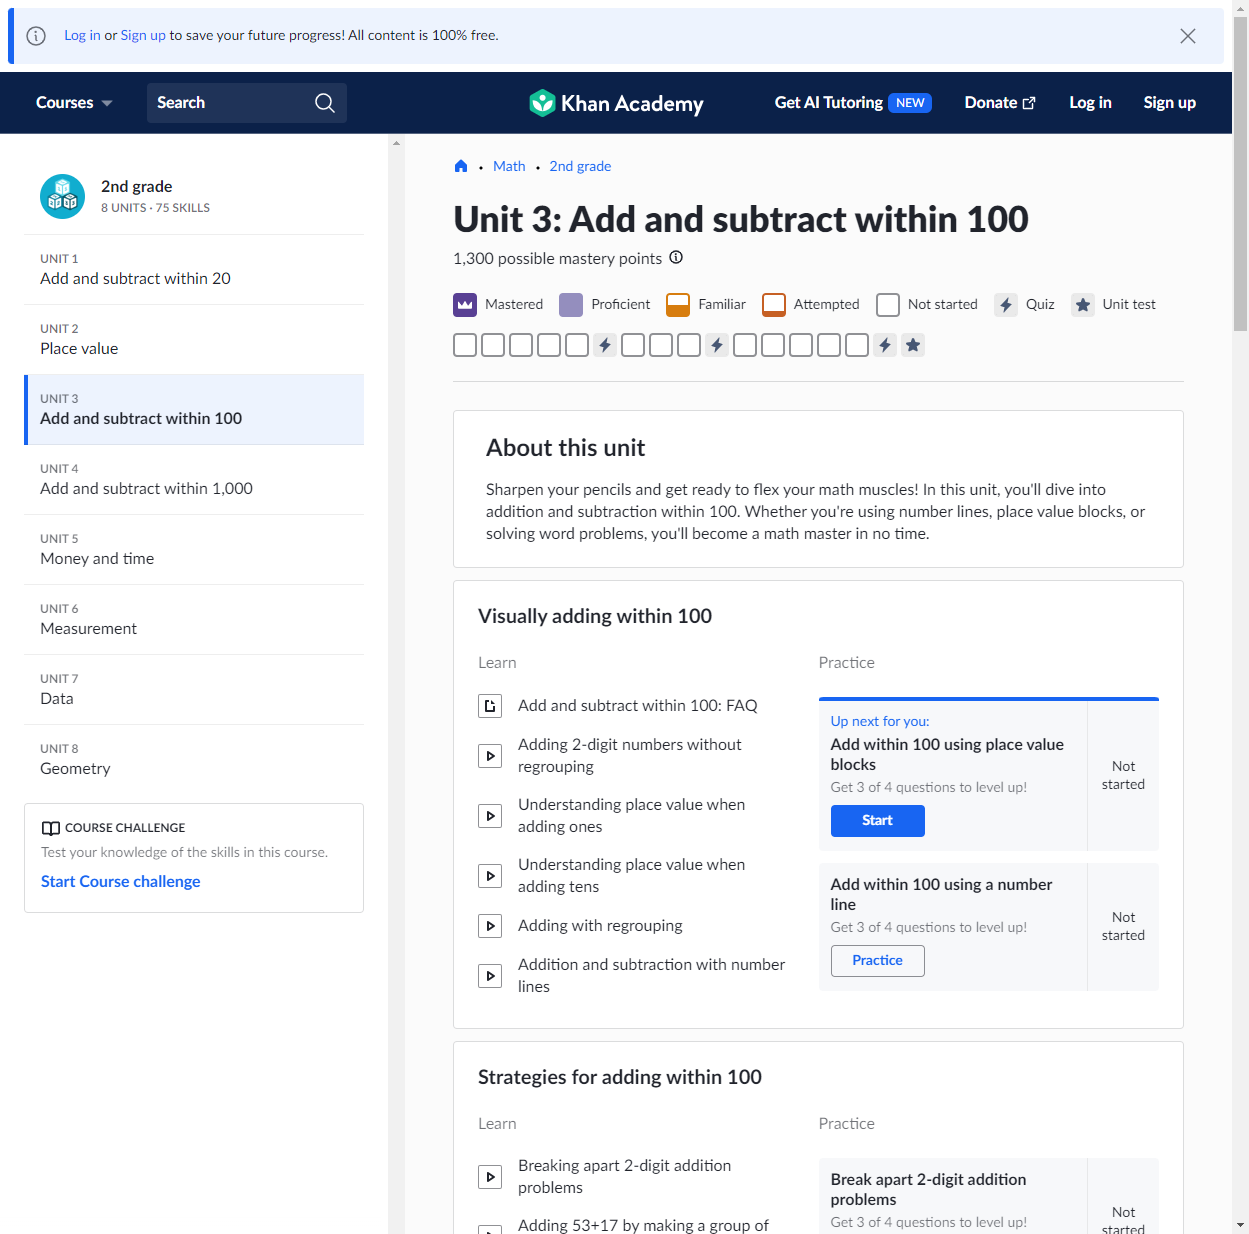 Log in or Sign up to save your future progress! All content is 100% free.
Courses
Search
Khan Academy
Get AI Tutoring NEW
Donate
Log in
Sign up
2nd grade
8 UNITS · 75 SKILLS
UNIT 1
Add and subtract within 20
UNIT 2
Place value
UNIT 3
Add and subtract within 100
UNIT 4
Add and subtract within 1,000
UNIT 5
Money and time
UNIT 6
Measurement
UNIT 7
Data
UNIT 8
Geometry
COURSE CHALLENGE
Test your knowledge of the skills in this course.
Start Course challenge
• Math • 2nd grade
Unit 3: Add and subtract within 100
1,300 possible mastery points
Mastered Proficient Familiar Attempted Not started Quiz Unit test
About this unit
Sharpen your pencils and get ready to flex your math muscles! In this unit, you'll dive into
addition and subtraction within 100. Whether you're using number lines, place value blocks, or
solving word problems, you'll become a math master in no time.
Visually adding within 100
Learn
Add and subtract within 100: FAQ
Adding 2-digit numbers without
regrouping
Understanding place value when
adding ones
Understanding place value when
adding tens
Adding with regrouping
Addition and subtraction with number
lines
Practice
Up next for you:
Add within 100 using place value
blocks
Get 3 of 4 questions to level up!
Start
Not
started
Add within 100 using a number
line
Get 3 of 4 questions to level up!
Practice
Not
started
Strategies for adding within 100
Learn
Breaking apart 2-digit addition
problems
Adding 53+17 by making a group of
Practice
Break apart 2-digit addition
problems
Get 3 of 4 questions to level up!
Not
started